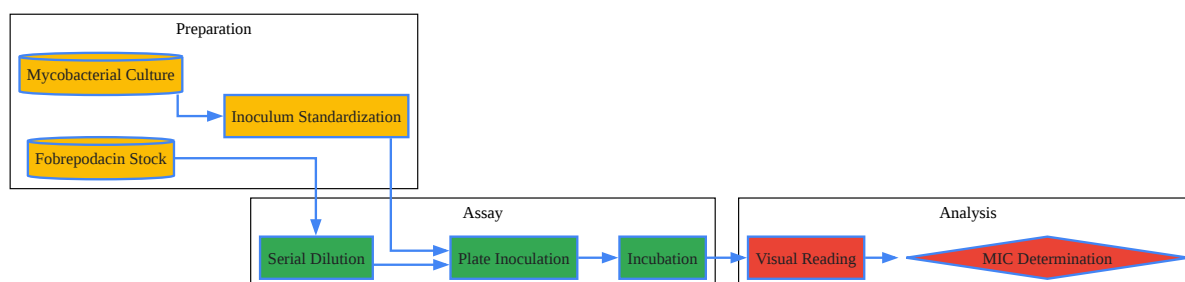 Preparation
Mycobacterial Culture
Inoculum Standardization
Fobrepodacin Stock
Assay
Serial Dilution
Plate Inoculation
Incubation
Analysis
Visual Reading
MIC Determination